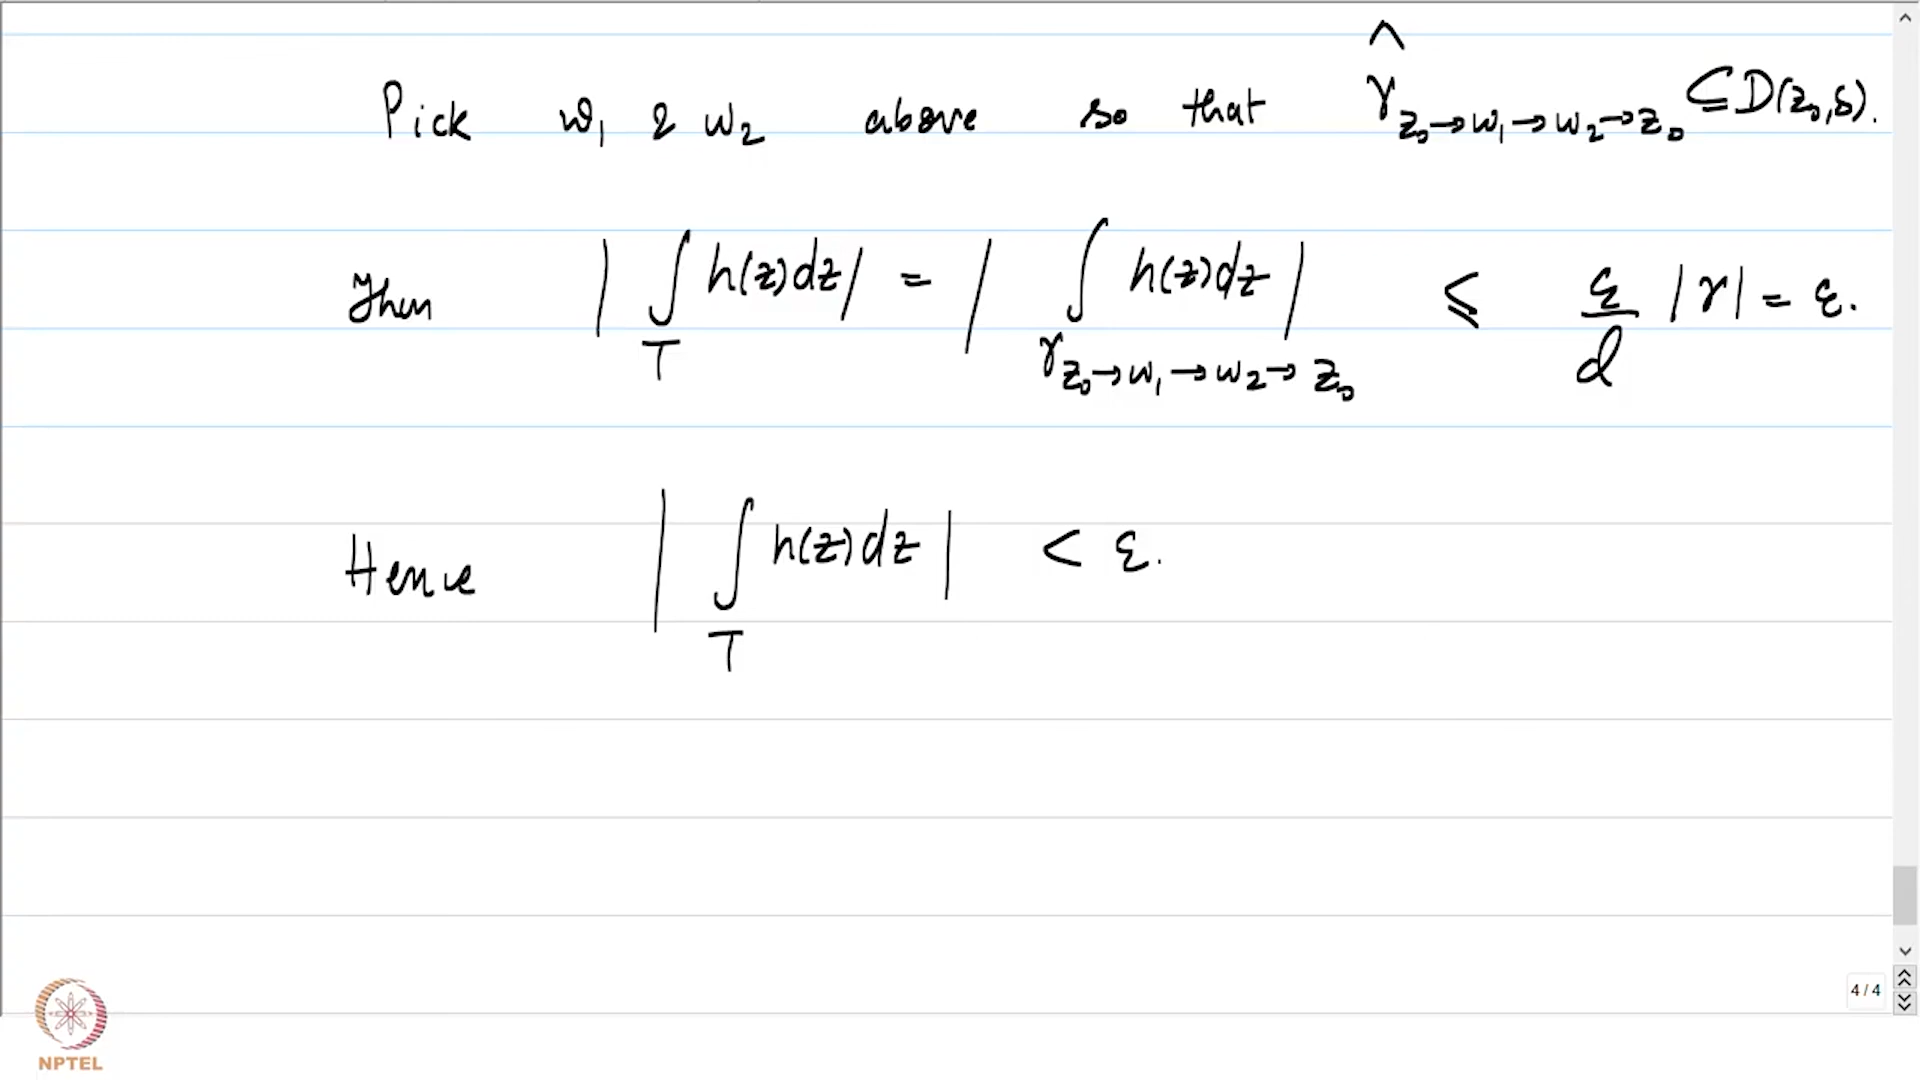 Pick w₁ & w₂ above so that γ̂_{z₀→w₁→w₂→z₀} ⊆ D(z₀,δ).
Then | ∫_T h(z)dz | = | ∫_{γ_{z₀→w₁→w₂→z₀}} h(z)dz | ⩽ ε/d |γ| = ε.
Hence | ∫_T h(z)dz | < ε.
4 / 4
NPTEL